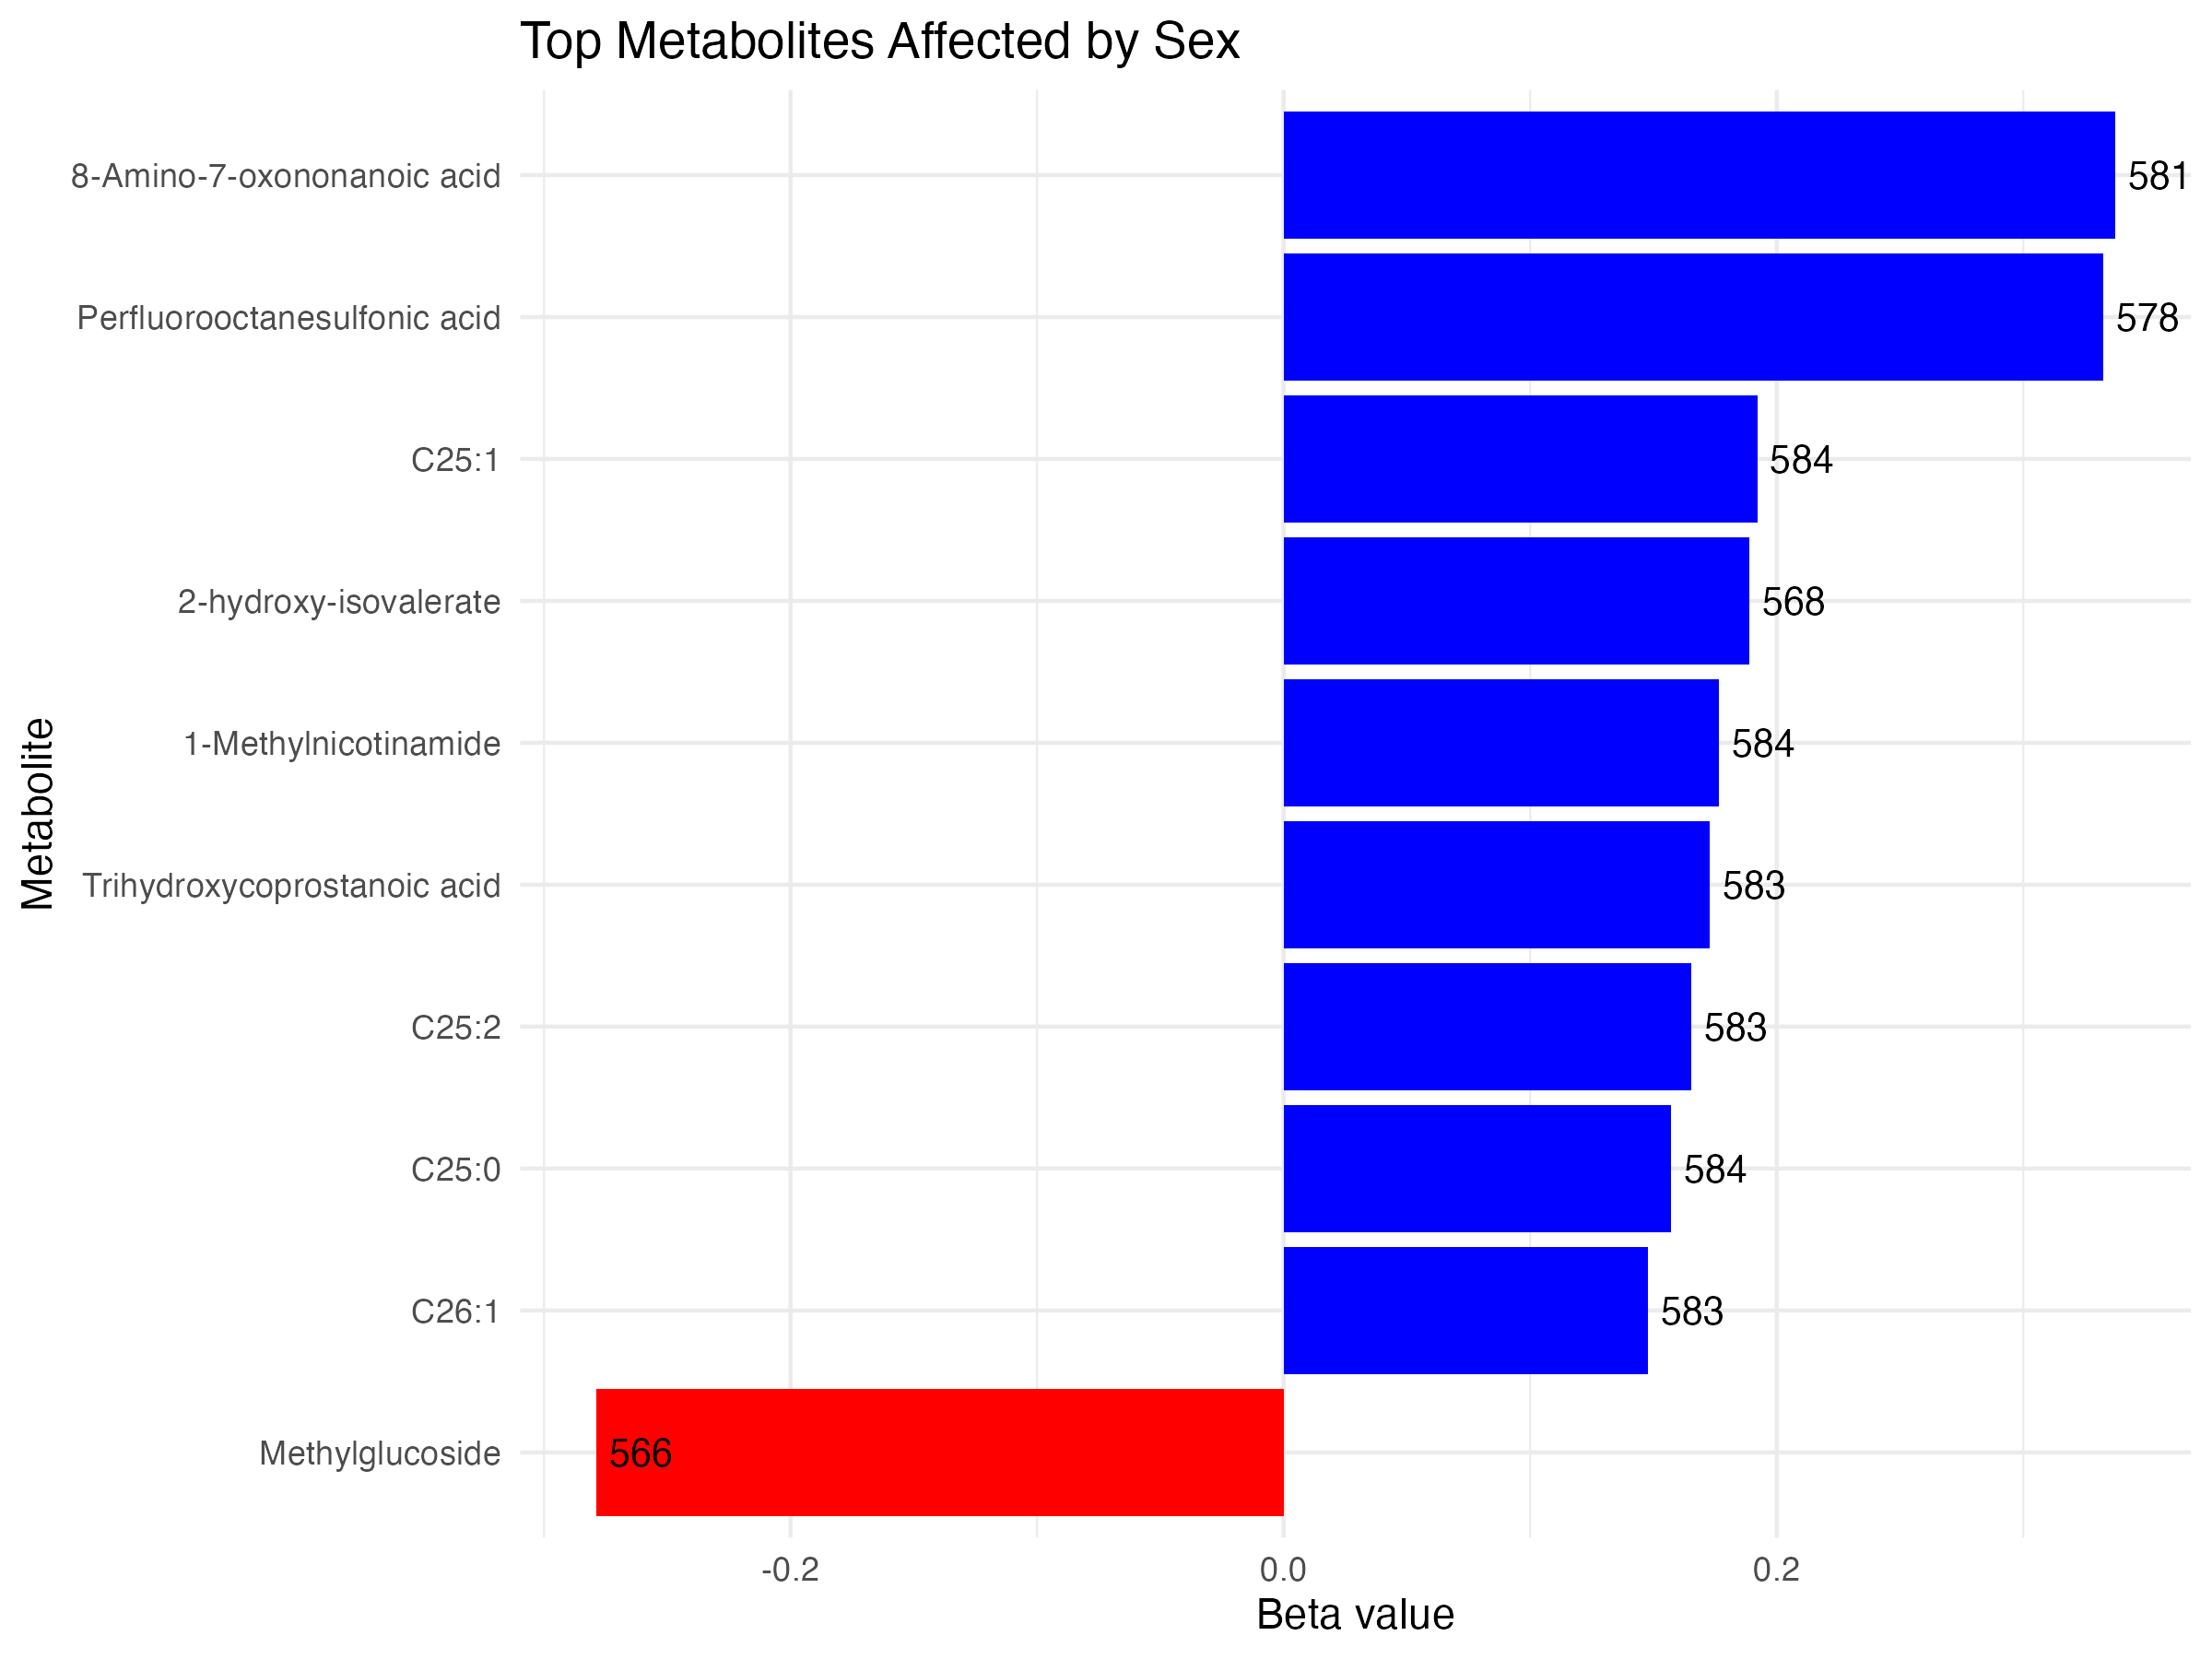 Top Metabolites Affected by Sex
8-Amino-7-oxononanoic acid
581
Perfluorooctanesulfonic acid
578
C25:1
584
2-hydroxy-isovalerate
568
1-Methylnicotinamide
584
Trihydroxycoprostanoic acid
583
C25:2
583
C25:0
584
C26:1
583
Methylglucoside
566
Metabolite
-0.2 0.0 0.2
Beta value